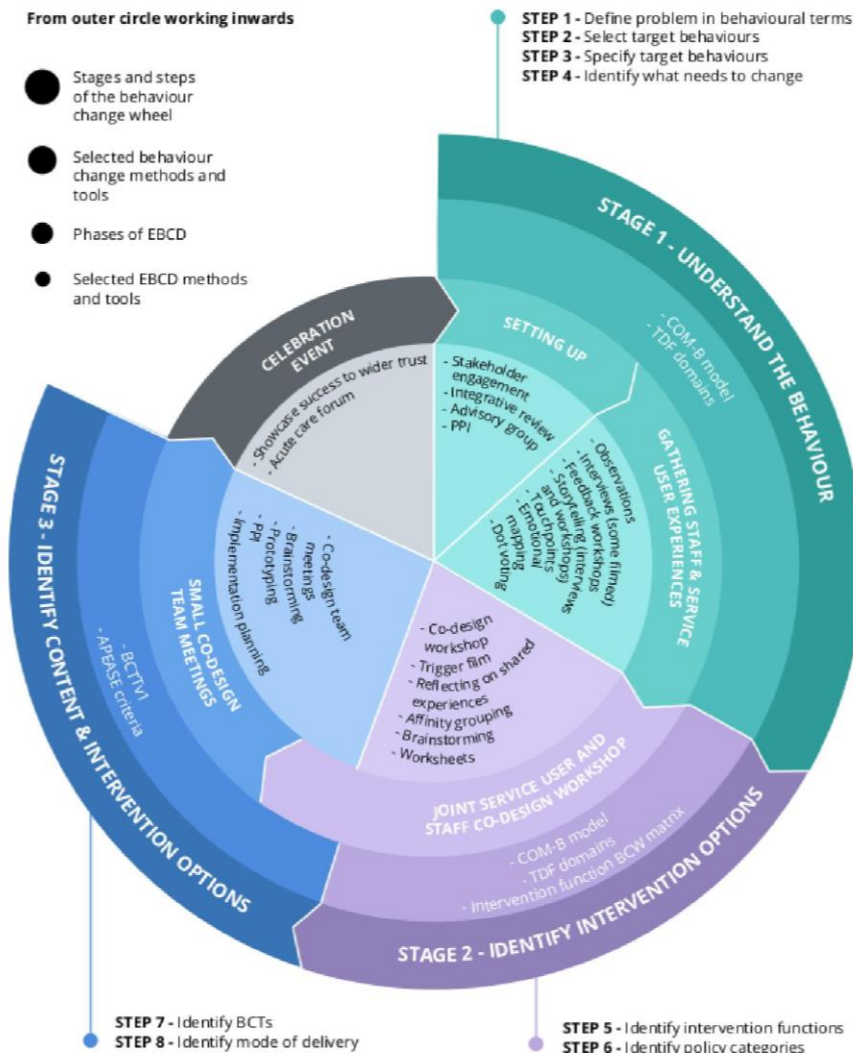 From outer circle working inwards
Stages and steps
of the behaviour
change wheel
Selected behaviour
change methods and
tools
Phases of EBCD
Selected EBCD methods
and tools
STEP 1 - Define problem in behavioural terms
STEP 2 - Select target behaviours
STEP 3 - Specify target behaviours
STEP 4 - Identify what needs to change
STAGE 1 - UNDERSTAND THE BEHAVIOUR
- COM-B model
- TDF domains
SETTING UP
- Stakeholder
engagement
- Integrative review
- Advisory group
- PPI
GATHERING STAFF & SERVICE
USER EXPERIENCES
- Observations
- Interviews (some filmed)
- Feedback workshops
- Storytelling (interviews
and workshops)
- Touchpoints
- Emotional
mapping
- Dot voting
STAGE 2 - IDENTIFY INTERVENTION OPTIONS
- COM-B model
- TDF domains
- Intervention function BCW matrix
JOINT SERVICE USER AND
STAFF CO-DESIGN WORKSHOP
- Co-design
workshop
- Trigger film
- Reflecting on shared
experiences
- Affinity grouping
- Brainstorming
- Worksheets
STEP 5 - Identify intervention functions
STEP 6 - Identify policy categories
STAGE 3 - IDENTIFY CONTENT & INTERVENTION OPTIONS
- BCTTv1
- APEASE criteria
SMALL CO-DESIGN
TEAM MEETINGS
- Co-design team
meetings
- Brainstorming
- Prototyping
- PPI
- Implementation planning
STEP 7 - Identify BCTs
STEP 8 - Identify mode of delivery
CELEBRATION
EVENT
- Showcase success to wider trust
- Acute care forum